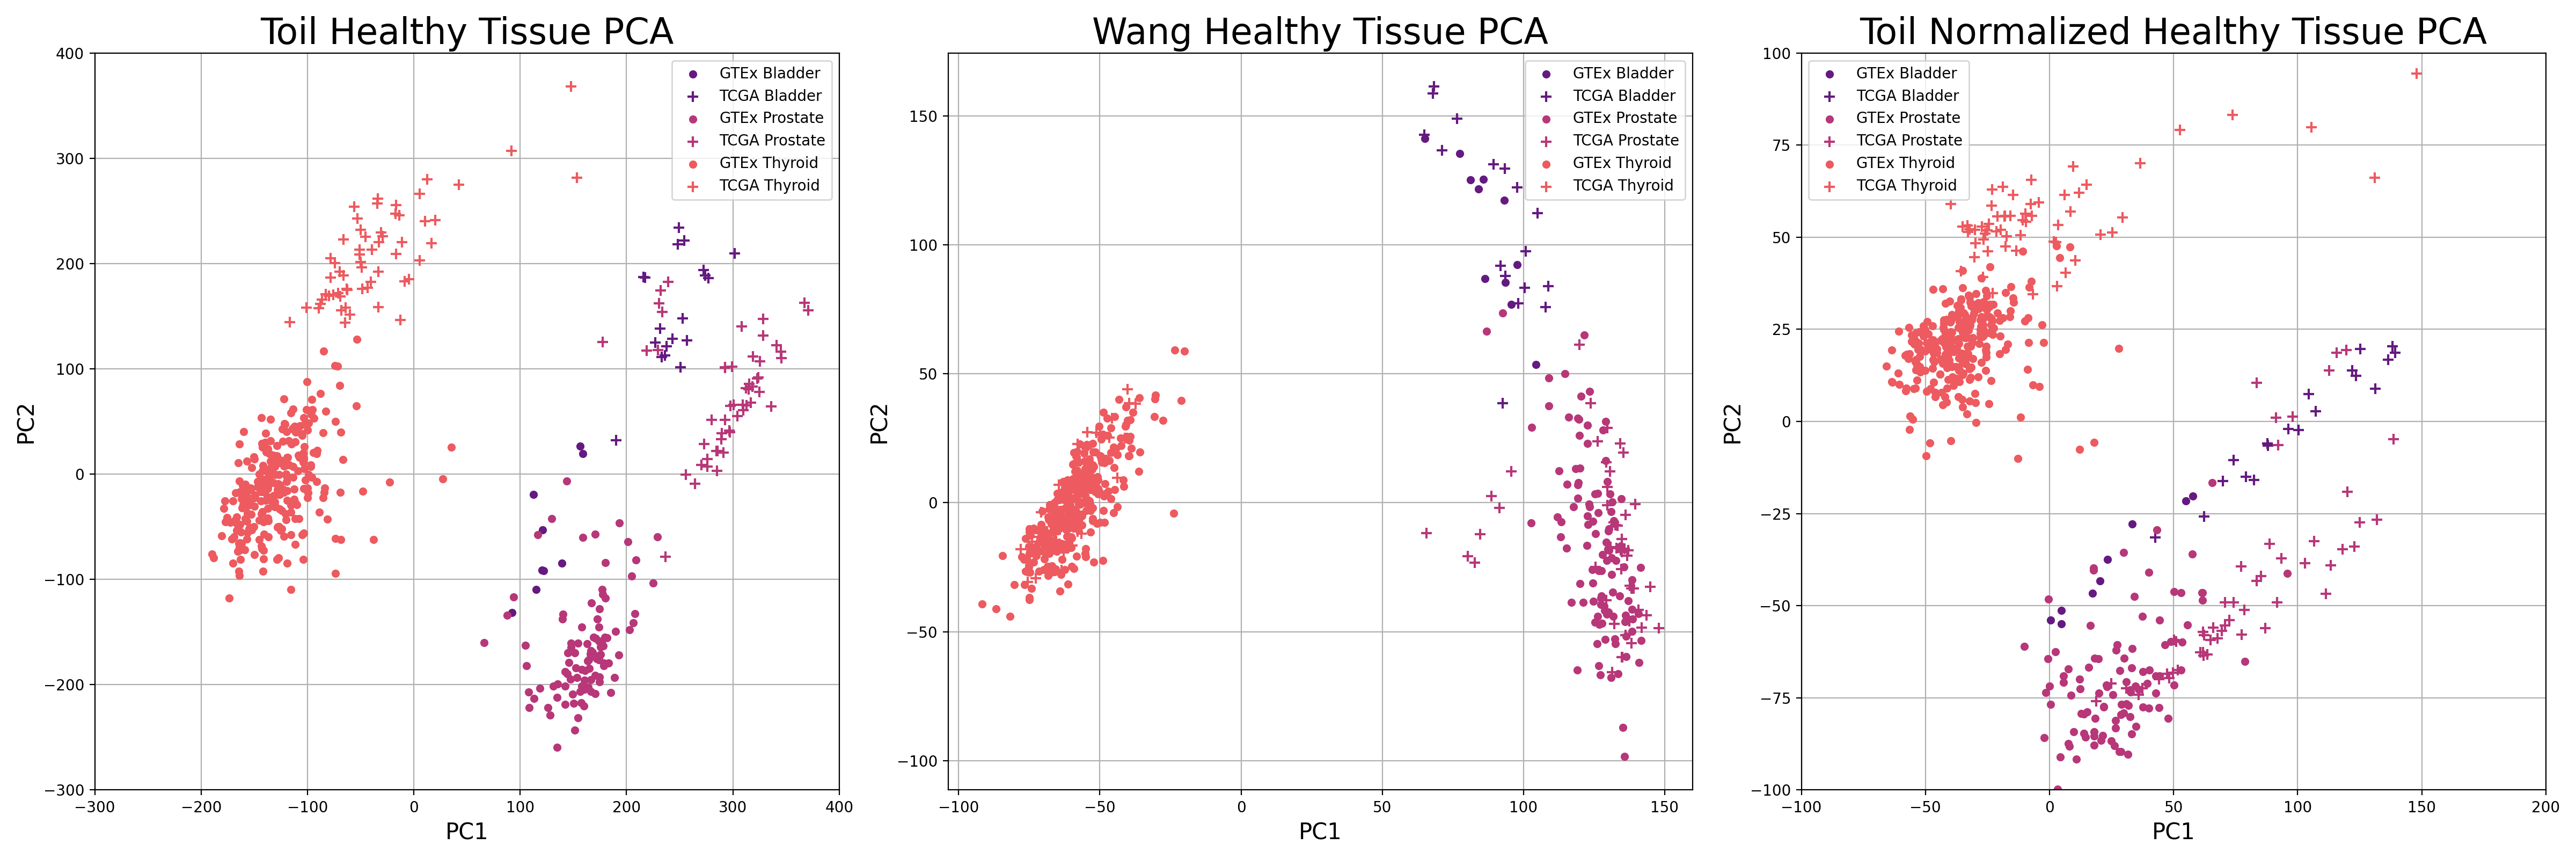 Toil Healthy Tissue PCA
400
300
200
100
0
−100
−200
−300
−300
−200
−100
0
100
200
300
400
PC2
PC1
GTEx Bladder
TCGA Bladder
GTEx Prostate
TCGA Prostate
GTEx Thyroid
TCGA Thyroid
Wang Healthy Tissue PCA
150
100
50
0
−50
−100
−100
−50
0
50
100
150
PC2
PC1
GTEx Bladder
TCGA Bladder
GTEx Prostate
TCGA Prostate
GTEx Thyroid
TCGA Thyroid
Toil Normalized Healthy Tissue PCA
100
75
50
25
0
−25
−50
−75
−100
−100
−50
0
50
100
150
200
PC2
PC1
GTEx Bladder
TCGA Bladder
GTEx Prostate
TCGA Prostate
GTEx Thyroid
TCGA Thyroid